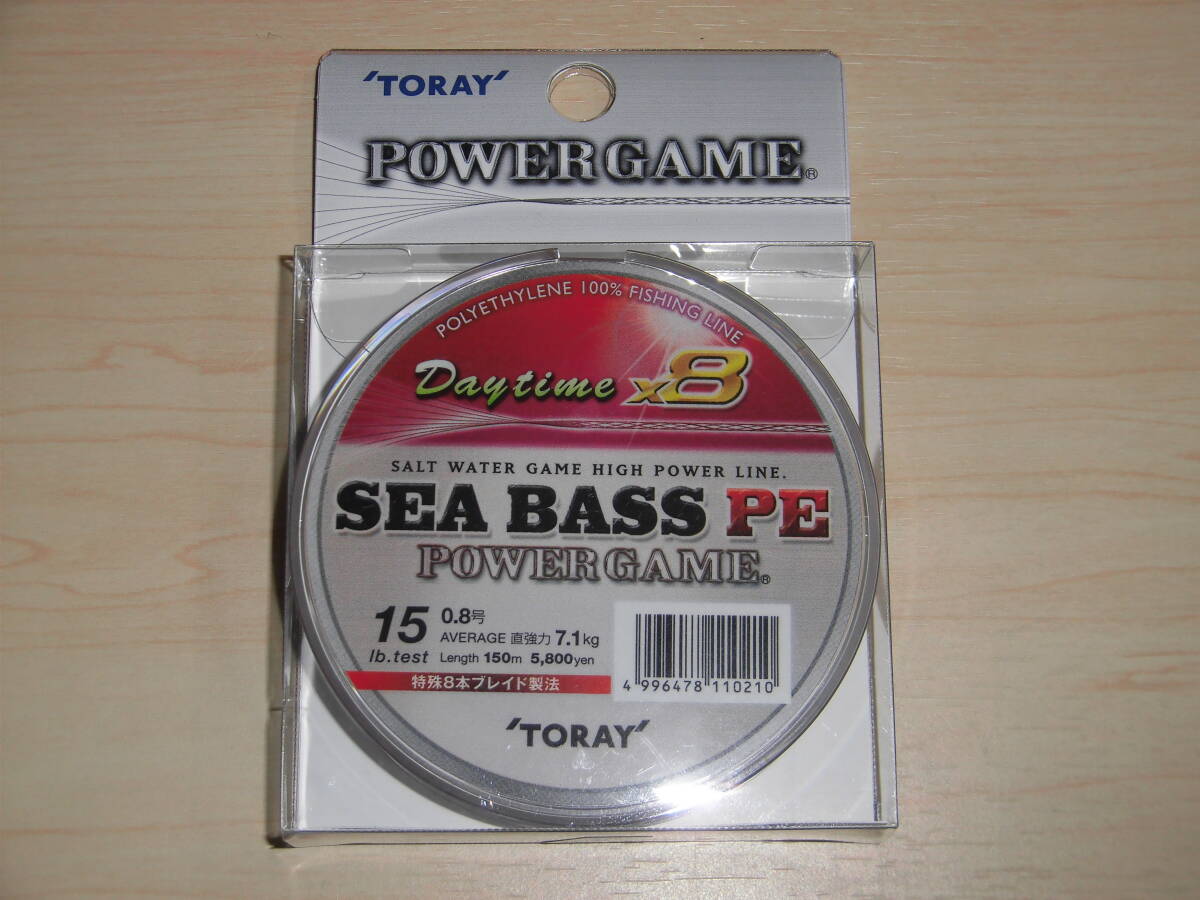 'TORAY'
POWERGAME®
POLYETHYLENE 100% FISHING LINE
Daytime x8
SALT WATER GAME HIGH POWER LINE.
SEA BASS PE
POWERGAME®
15 lb.test
0.8号
AVERAGE 直強力 7.1kg
Length 150m 5,800yen
特殊8本ブレイド製法
4 996478 110210
'TORAY'